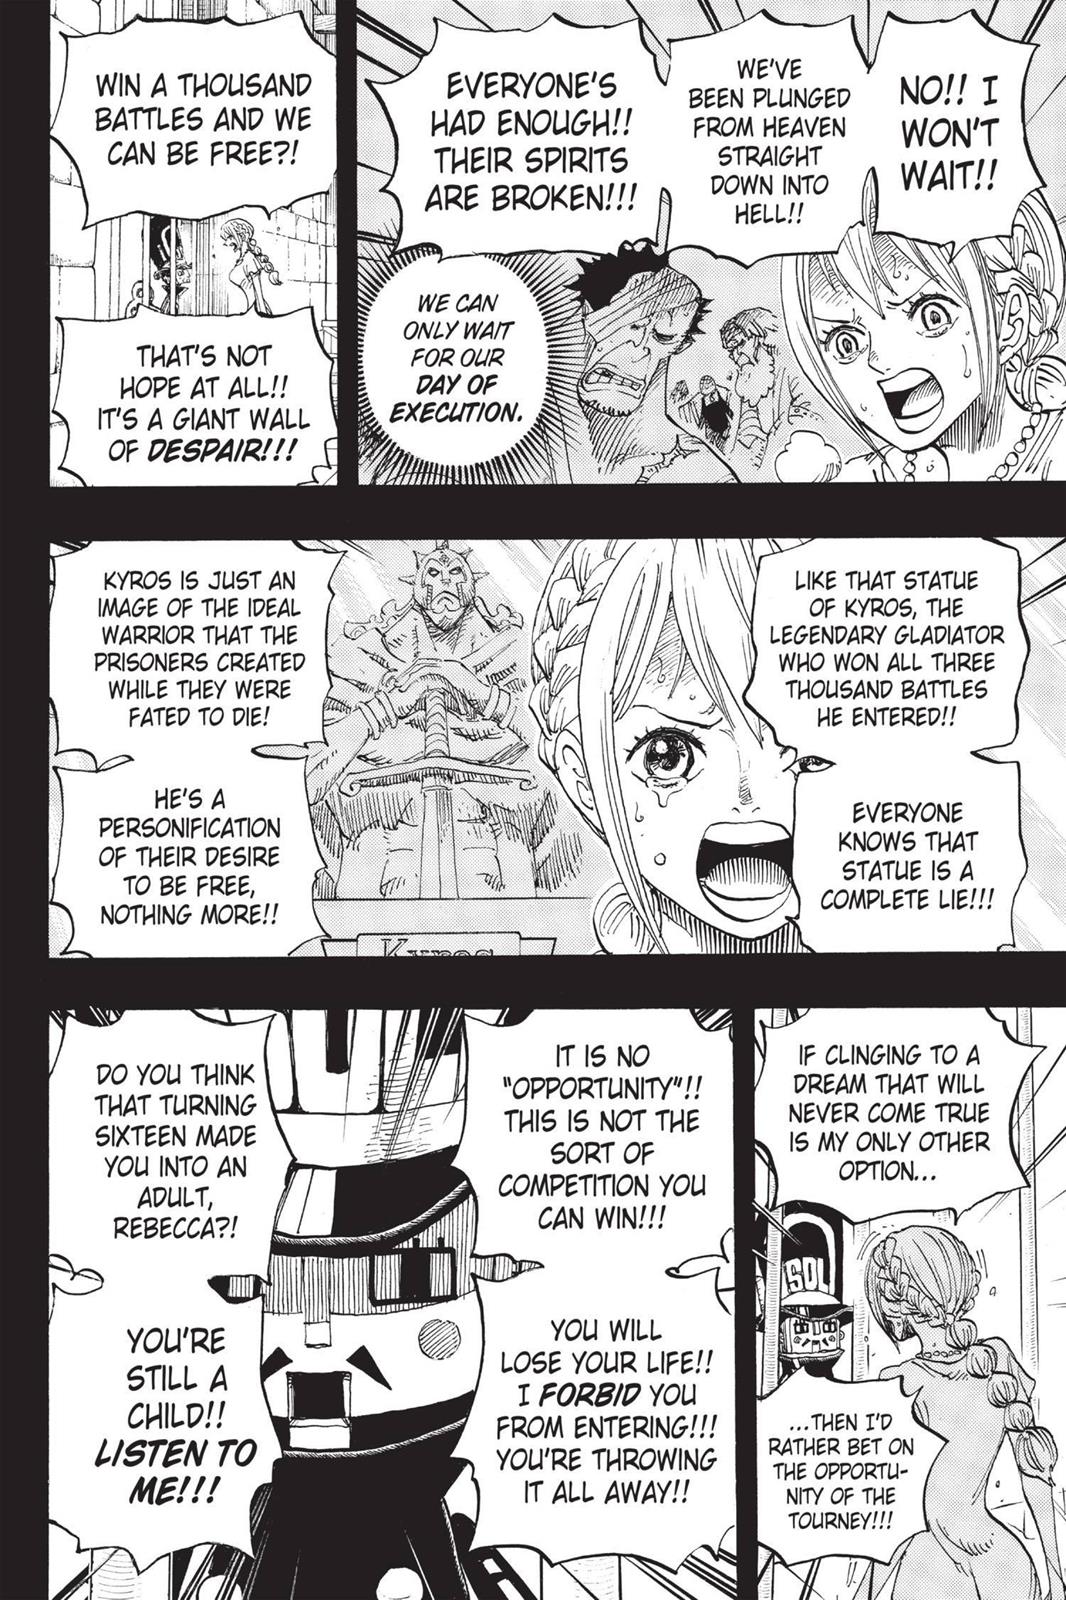 NO!! I
WON'T
WAIT!!
WE'VE
BEEN PLUNGED
FROM HEAVEN
STRAIGHT
DOWN INTO
HELL!!
EVERYONE'S
HAD ENOUGH!!
THEIR SPIRITS
ARE BROKEN!!!
WE CAN
ONLY WAIT
FOR OUR
DAY OF
EXECUTION.
WIN A THOUSAND
BATTLES AND WE
CAN BE FREE?!
THAT'S NOT
HOPE AT ALL!!
IT'S A GIANT WALL
OF DESPAIR!!!
LIKE THAT STATUE
OF KYROS, THE
LEGENDARY GLADIATOR
WHO WON ALL THREE
THOUSAND BATTLES
HE ENTERED!!
EVERYONE
KNOWS THAT
STATUE IS A
COMPLETE LIE!!!
Kyros
KYROS IS JUST AN
IMAGE OF THE IDEAL
WARRIOR THAT THE
PRISONERS CREATED
WHILE THEY WERE
FATED TO DIE!
HE'S A
PERSONIFICATION
OF THEIR DESIRE
TO BE FREE,
NOTHING MORE!!
IF CLINGING TO A
DREAM THAT WILL
NEVER COME TRUE
IS MY ONLY OTHER
OPTION...
SOL
...THEN I'D
RATHER BET ON
THE OPPORTU-
NITY OF THE
TOURNEY!!!
IT IS NO
"OPPORTUNITY"!!
THIS IS NOT THE
SORT OF
COMPETITION YOU
CAN WIN!!!
YOU WILL
LOSE YOUR LIFE!!
I FORBID YOU
FROM ENTERING!!!
YOU'RE THROWING
IT ALL AWAY!!
DO YOU THINK
THAT TURNING
SIXTEEN MADE
YOU INTO AN
ADULT,
REBECCA?!
YOU'RE
STILL A
CHILD!!
LISTEN TO
ME!!!